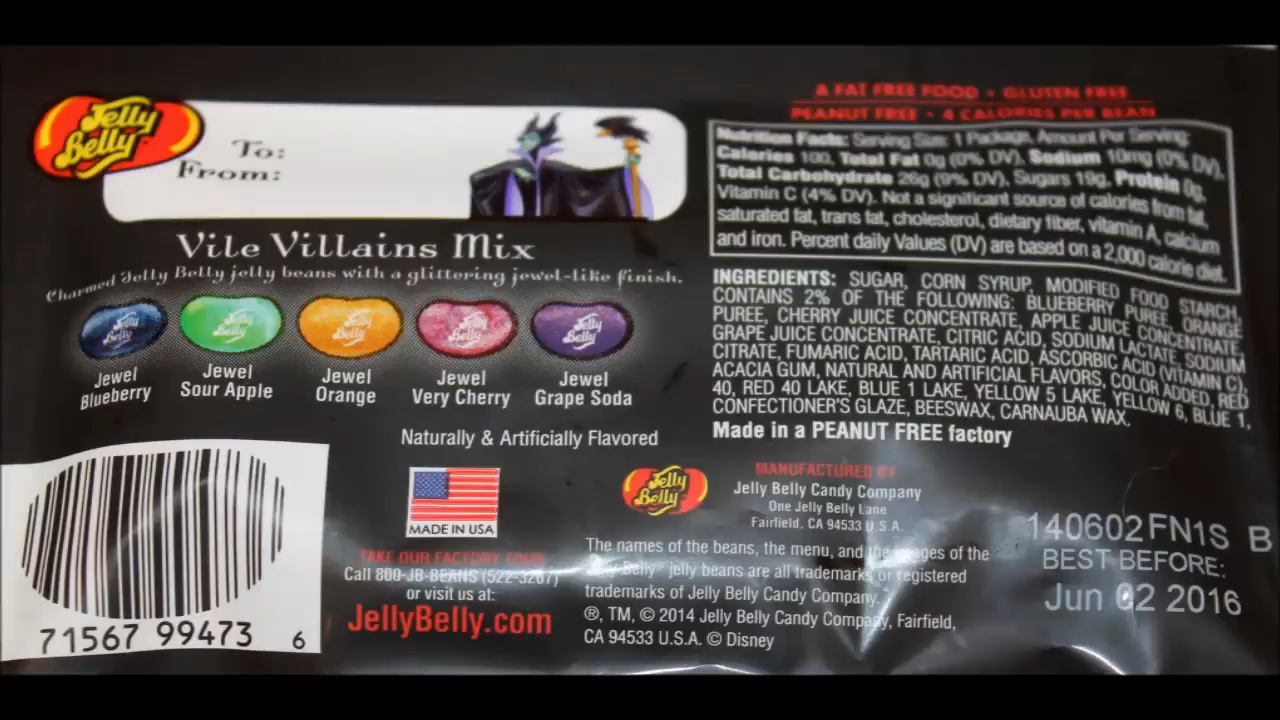 Jelly Belly
To:
From:
Vile Villains Mix
Charmed Jelly Belly jelly beans with a glittering jewel-like finish.
Jelly Belly
Jelly Belly
Jelly Belly
Jelly Belly
Jelly Belly
Jewel Blueberry
Jewel Sour Apple
Jewel Orange
Jewel Very Cherry
Jewel Grape Soda
Naturally & Artificially Flavored
MADE IN USA
TAKE OUR FACTORY TOUR
Call 800-JB-BEANS (522-3267)
or visit us at:
JellyBelly.com
71567 99473 6
A FAT FREE FOOD • GLUTEN FREE
PEANUT FREE • 4 CALORIES PER BEAN
Nutrition Facts: Serving Size 1 Package, Amount Per Serving:
Calories 100, Total Fat 0g (0% DV), Sodium 10mg (0% DV),
Total Carbohydrate 26g (9% DV), Sugars 19g, Protein 0g,
Vitamin C (4% DV). Not a significant source of calories from fat,
saturated fat, trans fat, cholesterol, dietary fiber, vitamin A, calcium
and iron. Percent daily Values (DV) are based on a 2,000 calorie diet.
INGREDIENTS: SUGAR, CORN SYRUP, MODIFIED FOOD STARCH,
CONTAINS 2% OF THE FOLLOWING: BLUEBERRY PUREE, ORANGE
PUREE, CHERRY JUICE CONCENTRATE, APPLE JUICE CONCENTRATE,
GRAPE JUICE CONCENTRATE, CITRIC ACID, SODIUM LACTATE, SODIUM
CITRATE, FUMARIC ACID, TARTARIC ACID, ASCORBIC ACID (VITAMIN C),
ACACIA GUM, NATURAL AND ARTIFICIAL FLAVORS, COLOR ADDED, RED
40, RED 40 LAKE, BLUE 1 LAKE, YELLOW 5 LAKE, YELLOW 6, BLUE 1,
CONFECTIONER'S GLAZE, BEESWAX, CARNAUBA WAX.
Made in a PEANUT FREE factory
Jelly Belly
MANUFACTURED BY
Jelly Belly Candy Company
One Jelly Belly Lane
Fairfield, CA 94533 U.S.A.
The names of the beans, the menu, and the images of the
Jelly Belly jelly beans are all trademarks or registered
trademarks of Jelly Belly Candy Company.
®, TM, © 2014 Jelly Belly Candy Company, Fairfield,
CA 94533 U.S.A. © Disney
140602FN1S B
BEST BEFORE:
Jun 02 2016